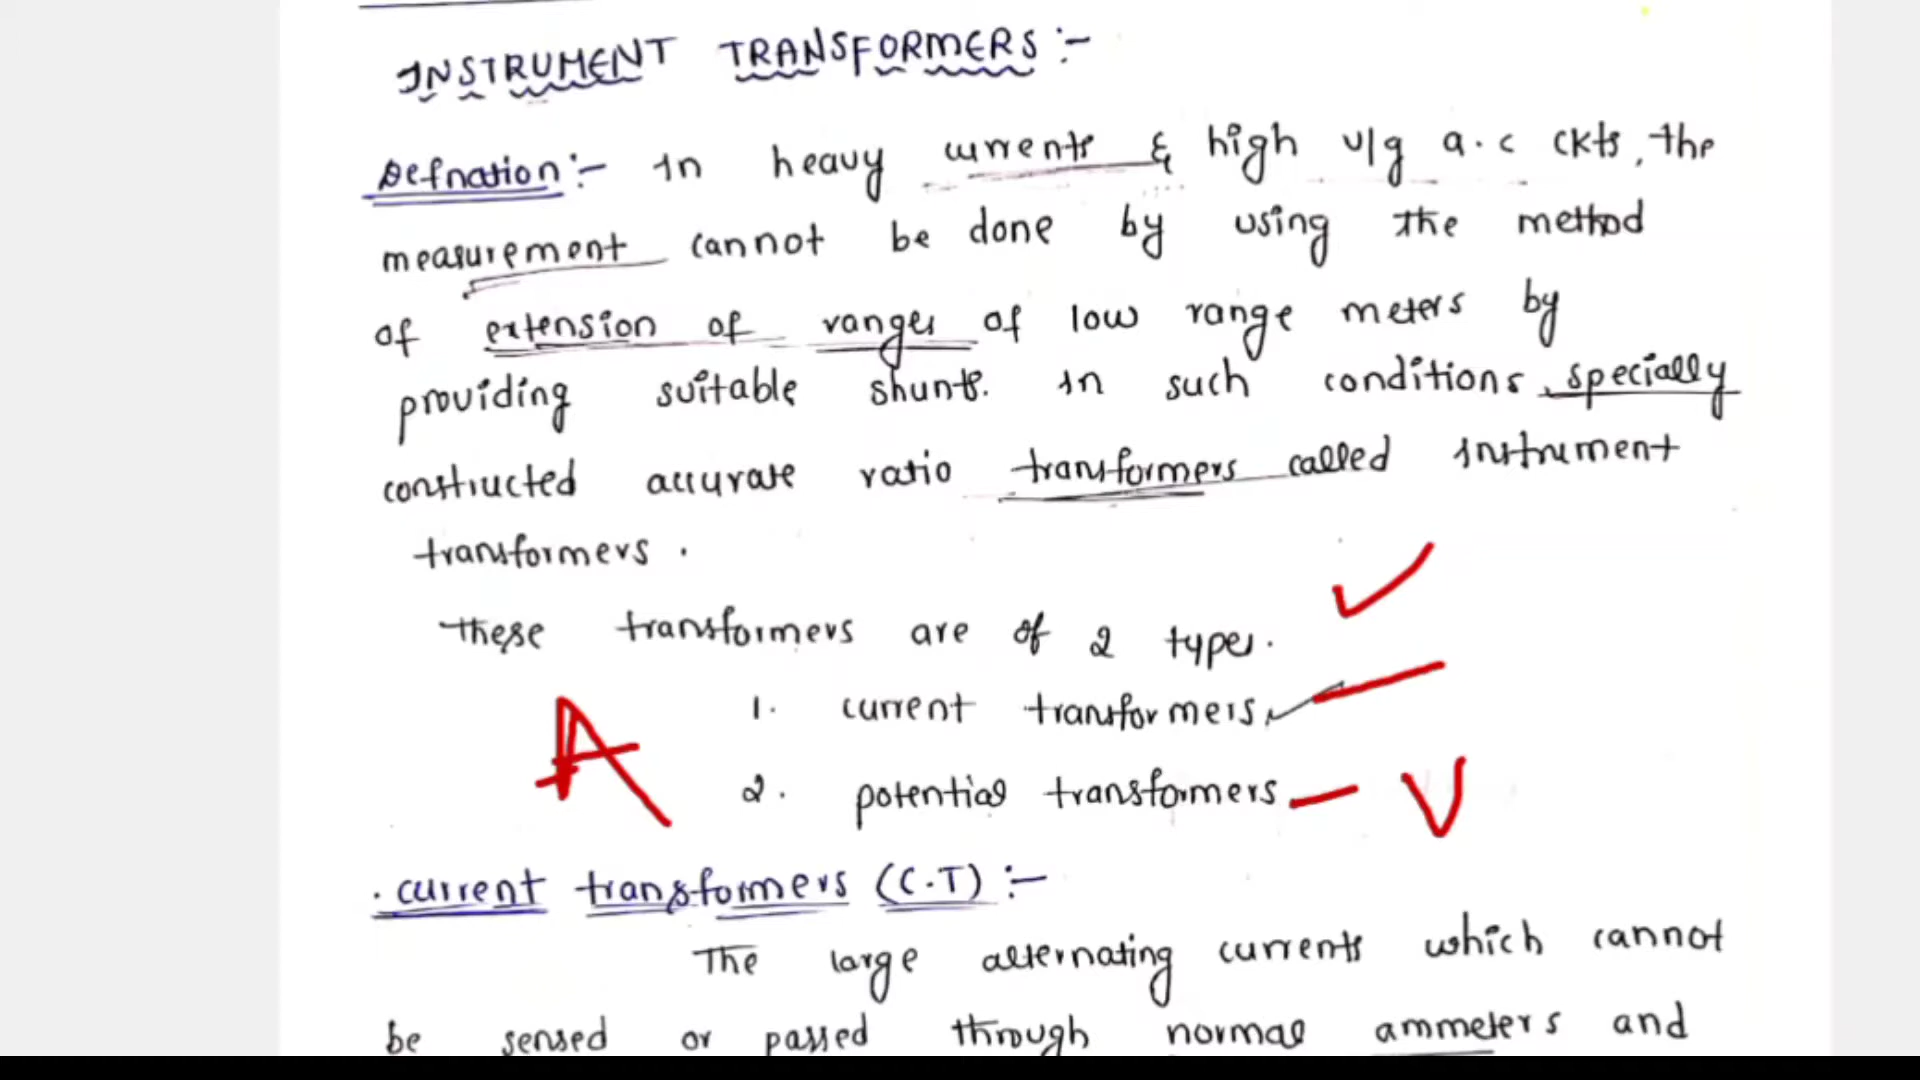 INSTRUMENT TRANSFORMERS :-
Defnation :- In heavy currents & high v/g a.c ckts, the
measurement cannot be done by using the method
of extension of ranges of low range meters by
providing suitable shunts. In such conditions specially
constructed accurate ratio transformers called instrument
transformers.
These transformers are of 2 types.
1. current transformers
A
2. potential transformers - V
. current transformers (C.T) :-
The large alternating currents which cannot
be sensed or passed through normal ammeters and